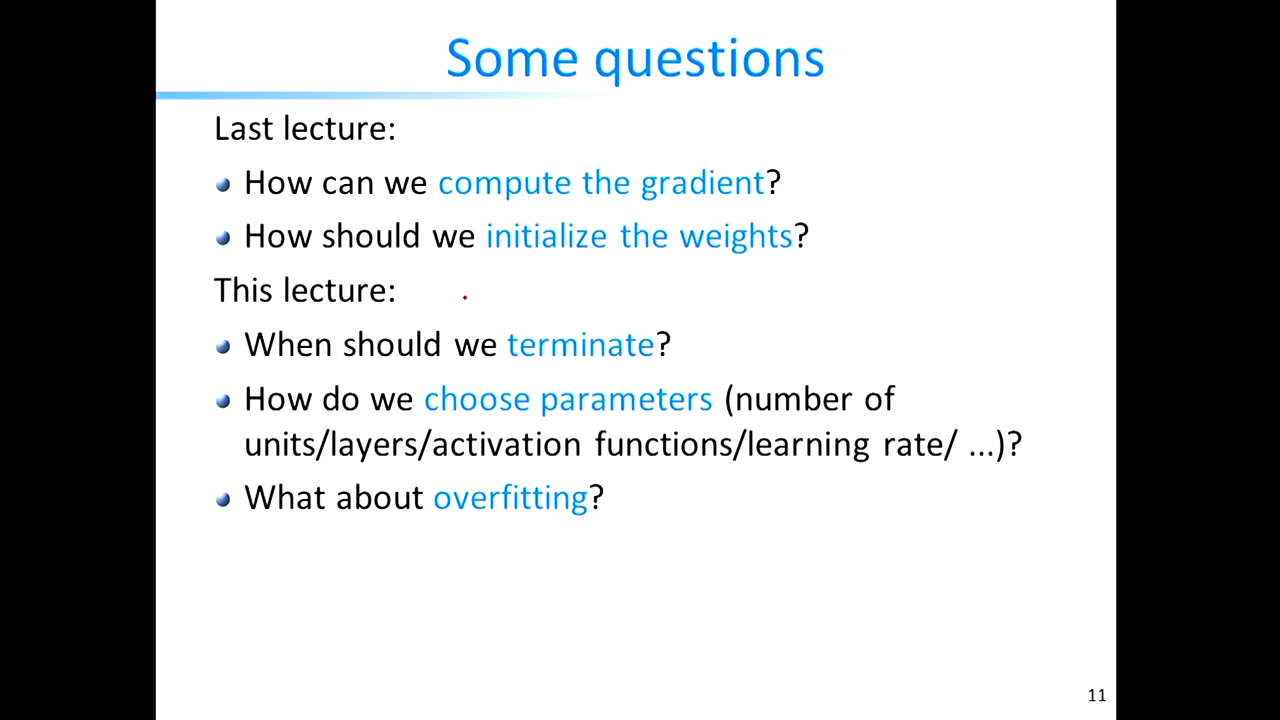 Some questions
Last lecture:
How can we compute the gradient?
How should we initialize the weights?
This lecture:
When should we terminate?
How do we choose parameters (number of
units/layers/activation functions/learning rate/ ...)?
What about overfitting?
11